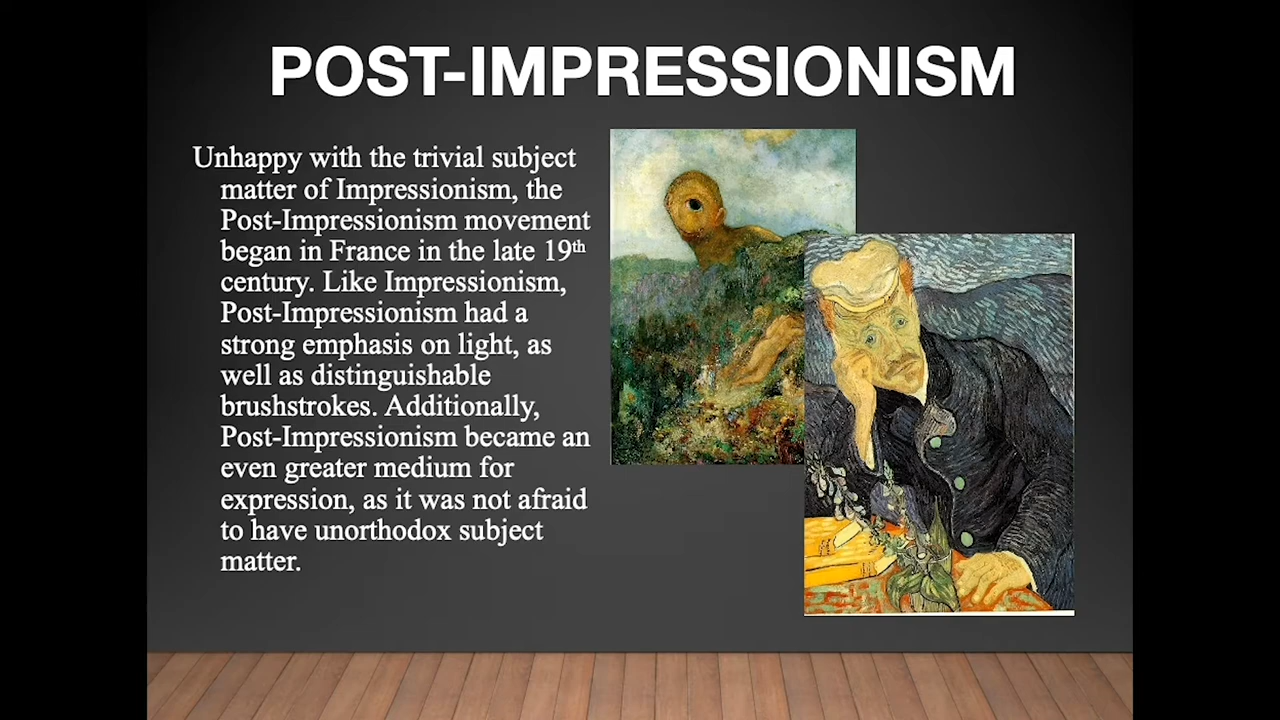 POST-IMPRESSIONISM
Unhappy with the trivial subject
matter of Impressionism, the
Post-Impressionism movement
began in France in the late 19th
century. Like Impressionism,
Post-Impressionism had a
strong emphasis on light, as
well as distinguishable
brushstrokes. Additionally,
Post-Impressionism became an
even greater medium for
expression, as it was not afraid
to have unorthodox subject
matter.